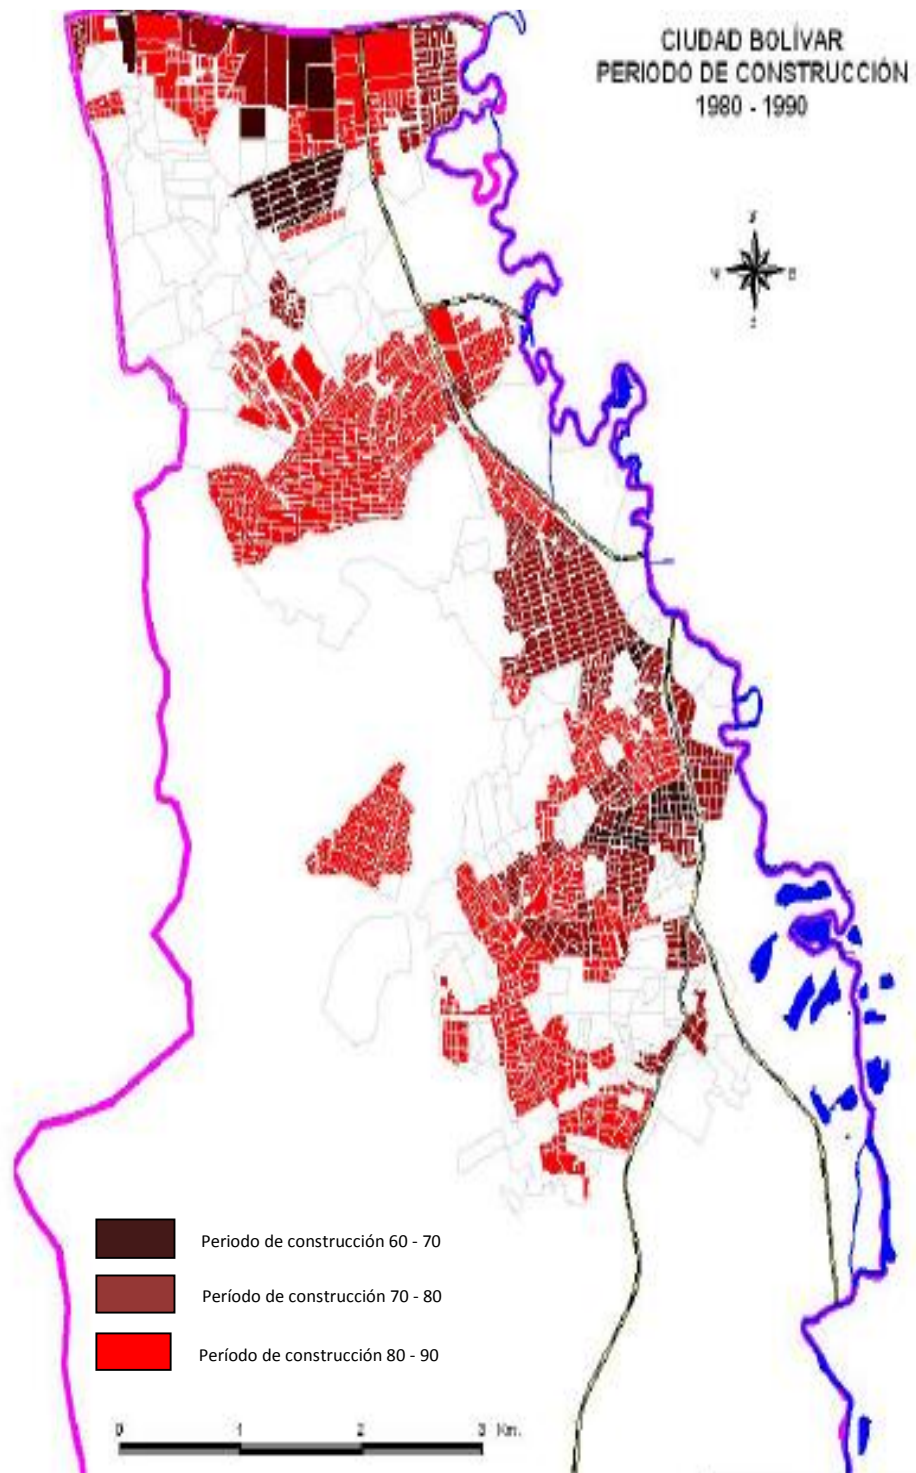 CIUDAD BOLÍVAR
PERIODO DE CONSTRUCCIÓN
1980 - 1990
Periodo de construcción 60 - 70
Período de construcción 70 - 80
Período de construcción 80 - 90
0 1 2 3 Km.